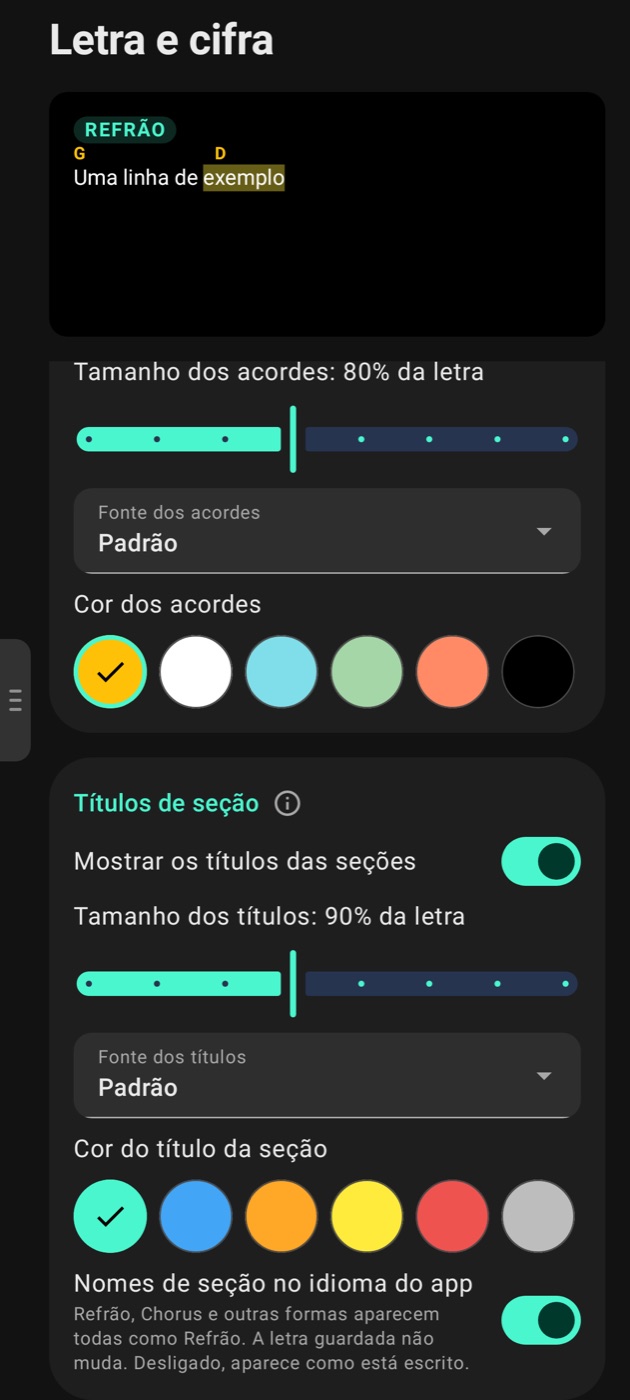 Letra e cifra
REFRÃO
G D
Uma linha de exemplo
Tamanho dos acordes: 80% da letra
Fonte dos acordes
Padrão
Cor dos acordes
Títulos de seção
Mostrar os títulos das seções
Tamanho dos títulos: 90% da letra
Fonte dos títulos
Padrão
Cor do título da seção
Nomes de seção no idioma do app
Refrão, Chorus e outras formas aparecem
todas como Refrão. A letra guardada não
muda. Desligado, aparece como está escrito.